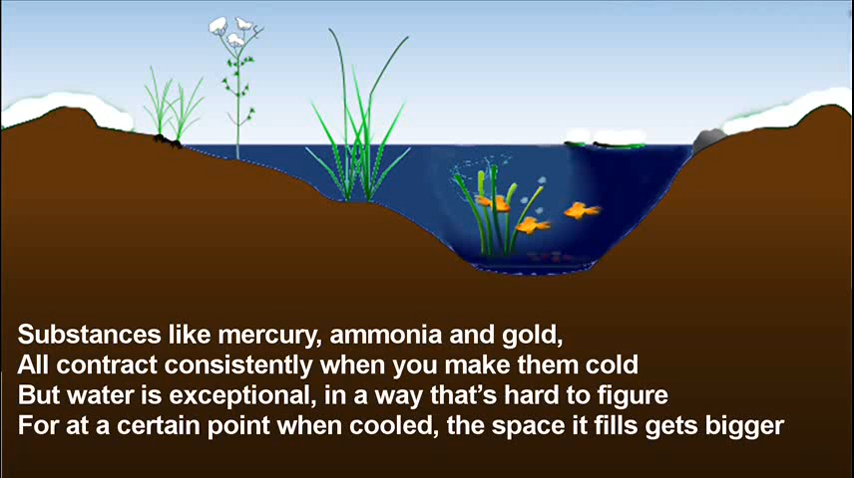 Substances like mercury, ammonia and gold,
All contract consistently when you make them cold
But water is exceptional, in a way that’s hard to figure
For at a certain point when cooled, the space it fills gets bigger